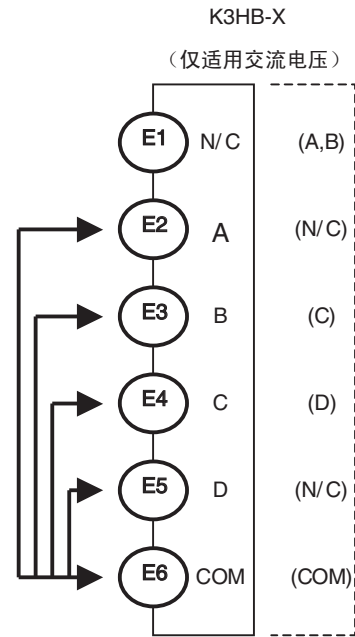 K3HB-X
（仅适用交流电压）
E1 N/C (A,B)
E2 A (N/C)
E3 B (C)
E4 C (D)
E5 D (N/C)
E6 COM (COM)